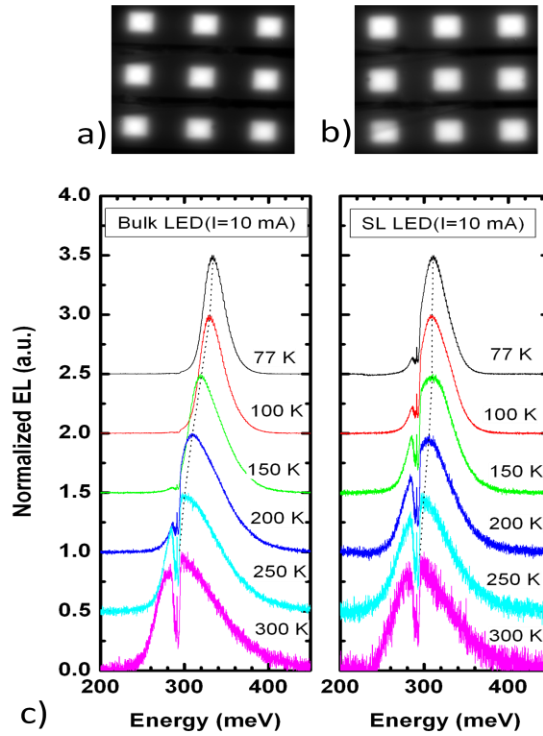 a)
b)
Bulk LED(I=10 mA)
SL LED(I=10 mA)
Normalized EL (a.u.)
4.0
3.5
3.0
2.5
2.0
1.5
1.0
0.5
0.0
77 K
100 K
150 K
200 K
250 K
300 K
77 K
100 K
150 K
200 K
250 K
300 K
200
300
400
200
300
400
Energy (meV)
Energy (meV)
c)